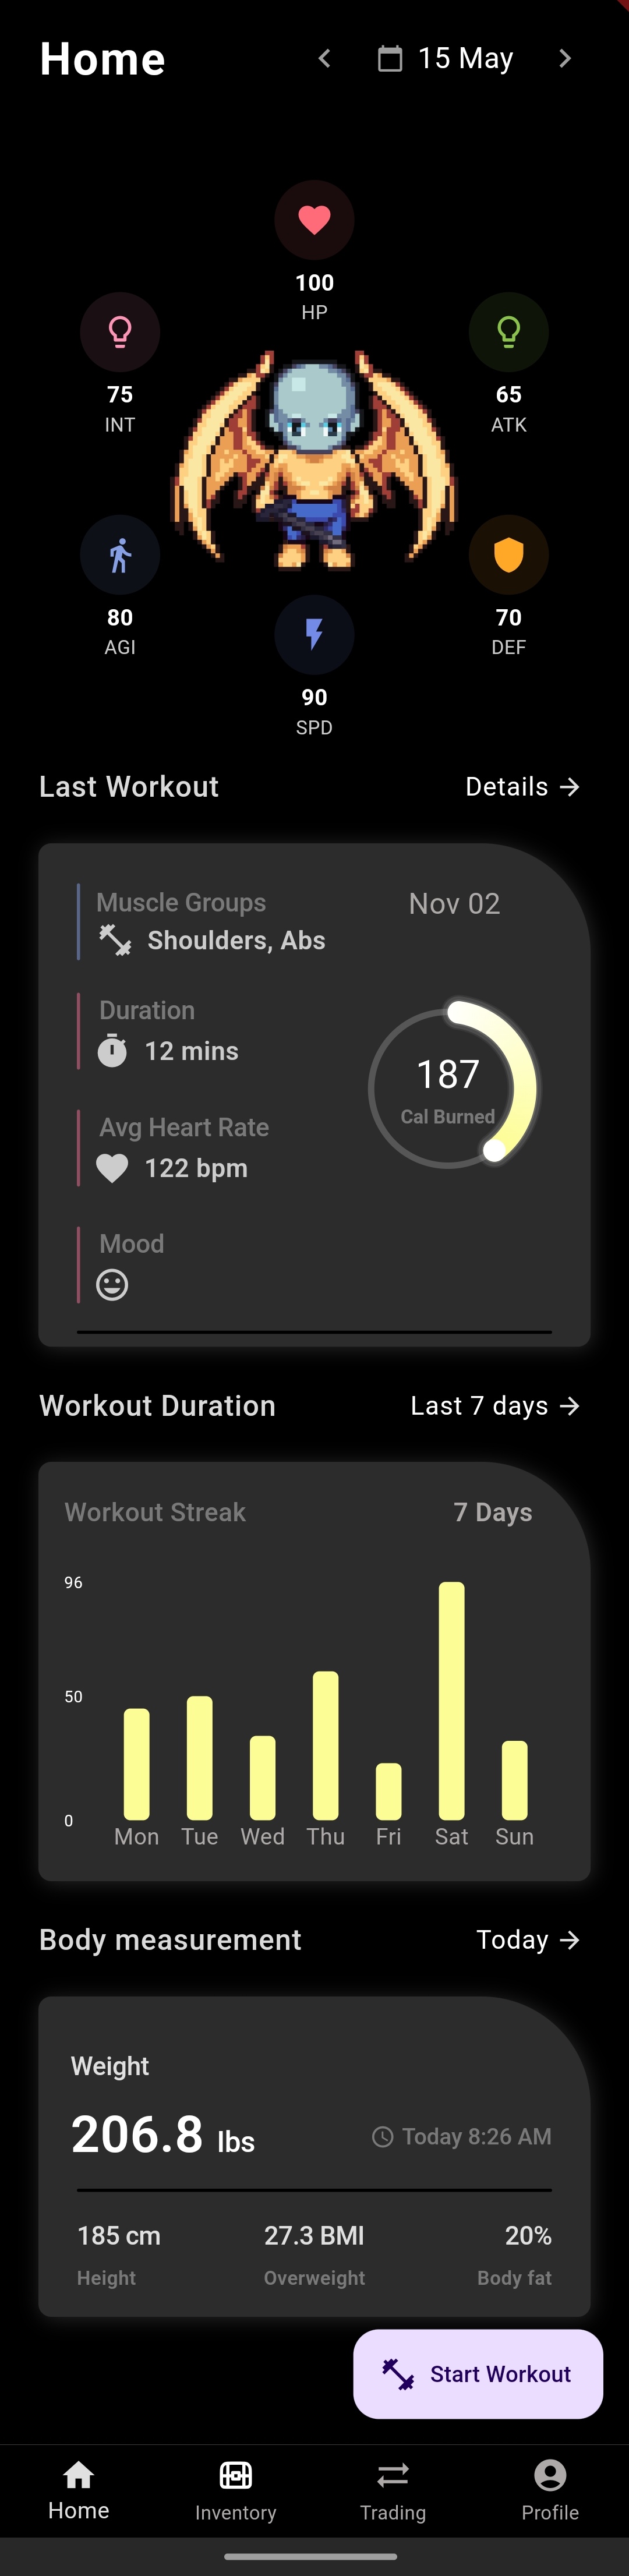 Home
15 May
100
HP
75
INT
65
ATK
80
AGI
70
DEF
90
SPD
Last Workout
Details
Muscle Groups
Nov 02
Shoulders, Abs
Duration
12 mins
187
Cal Burned
Avg Heart Rate
122 bpm
Mood
Workout Duration
Last 7 days
Workout Streak
7 Days
96
50
0
Mon Tue Wed Thu Fri Sat Sun
Body measurement
Today
Weight
206.8 lbs
Today 8:26 AM
185 cm
27.3 BMI
20%
Height
Overweight
Body fat
Start Workout
Home
Inventory
Trading
Profile